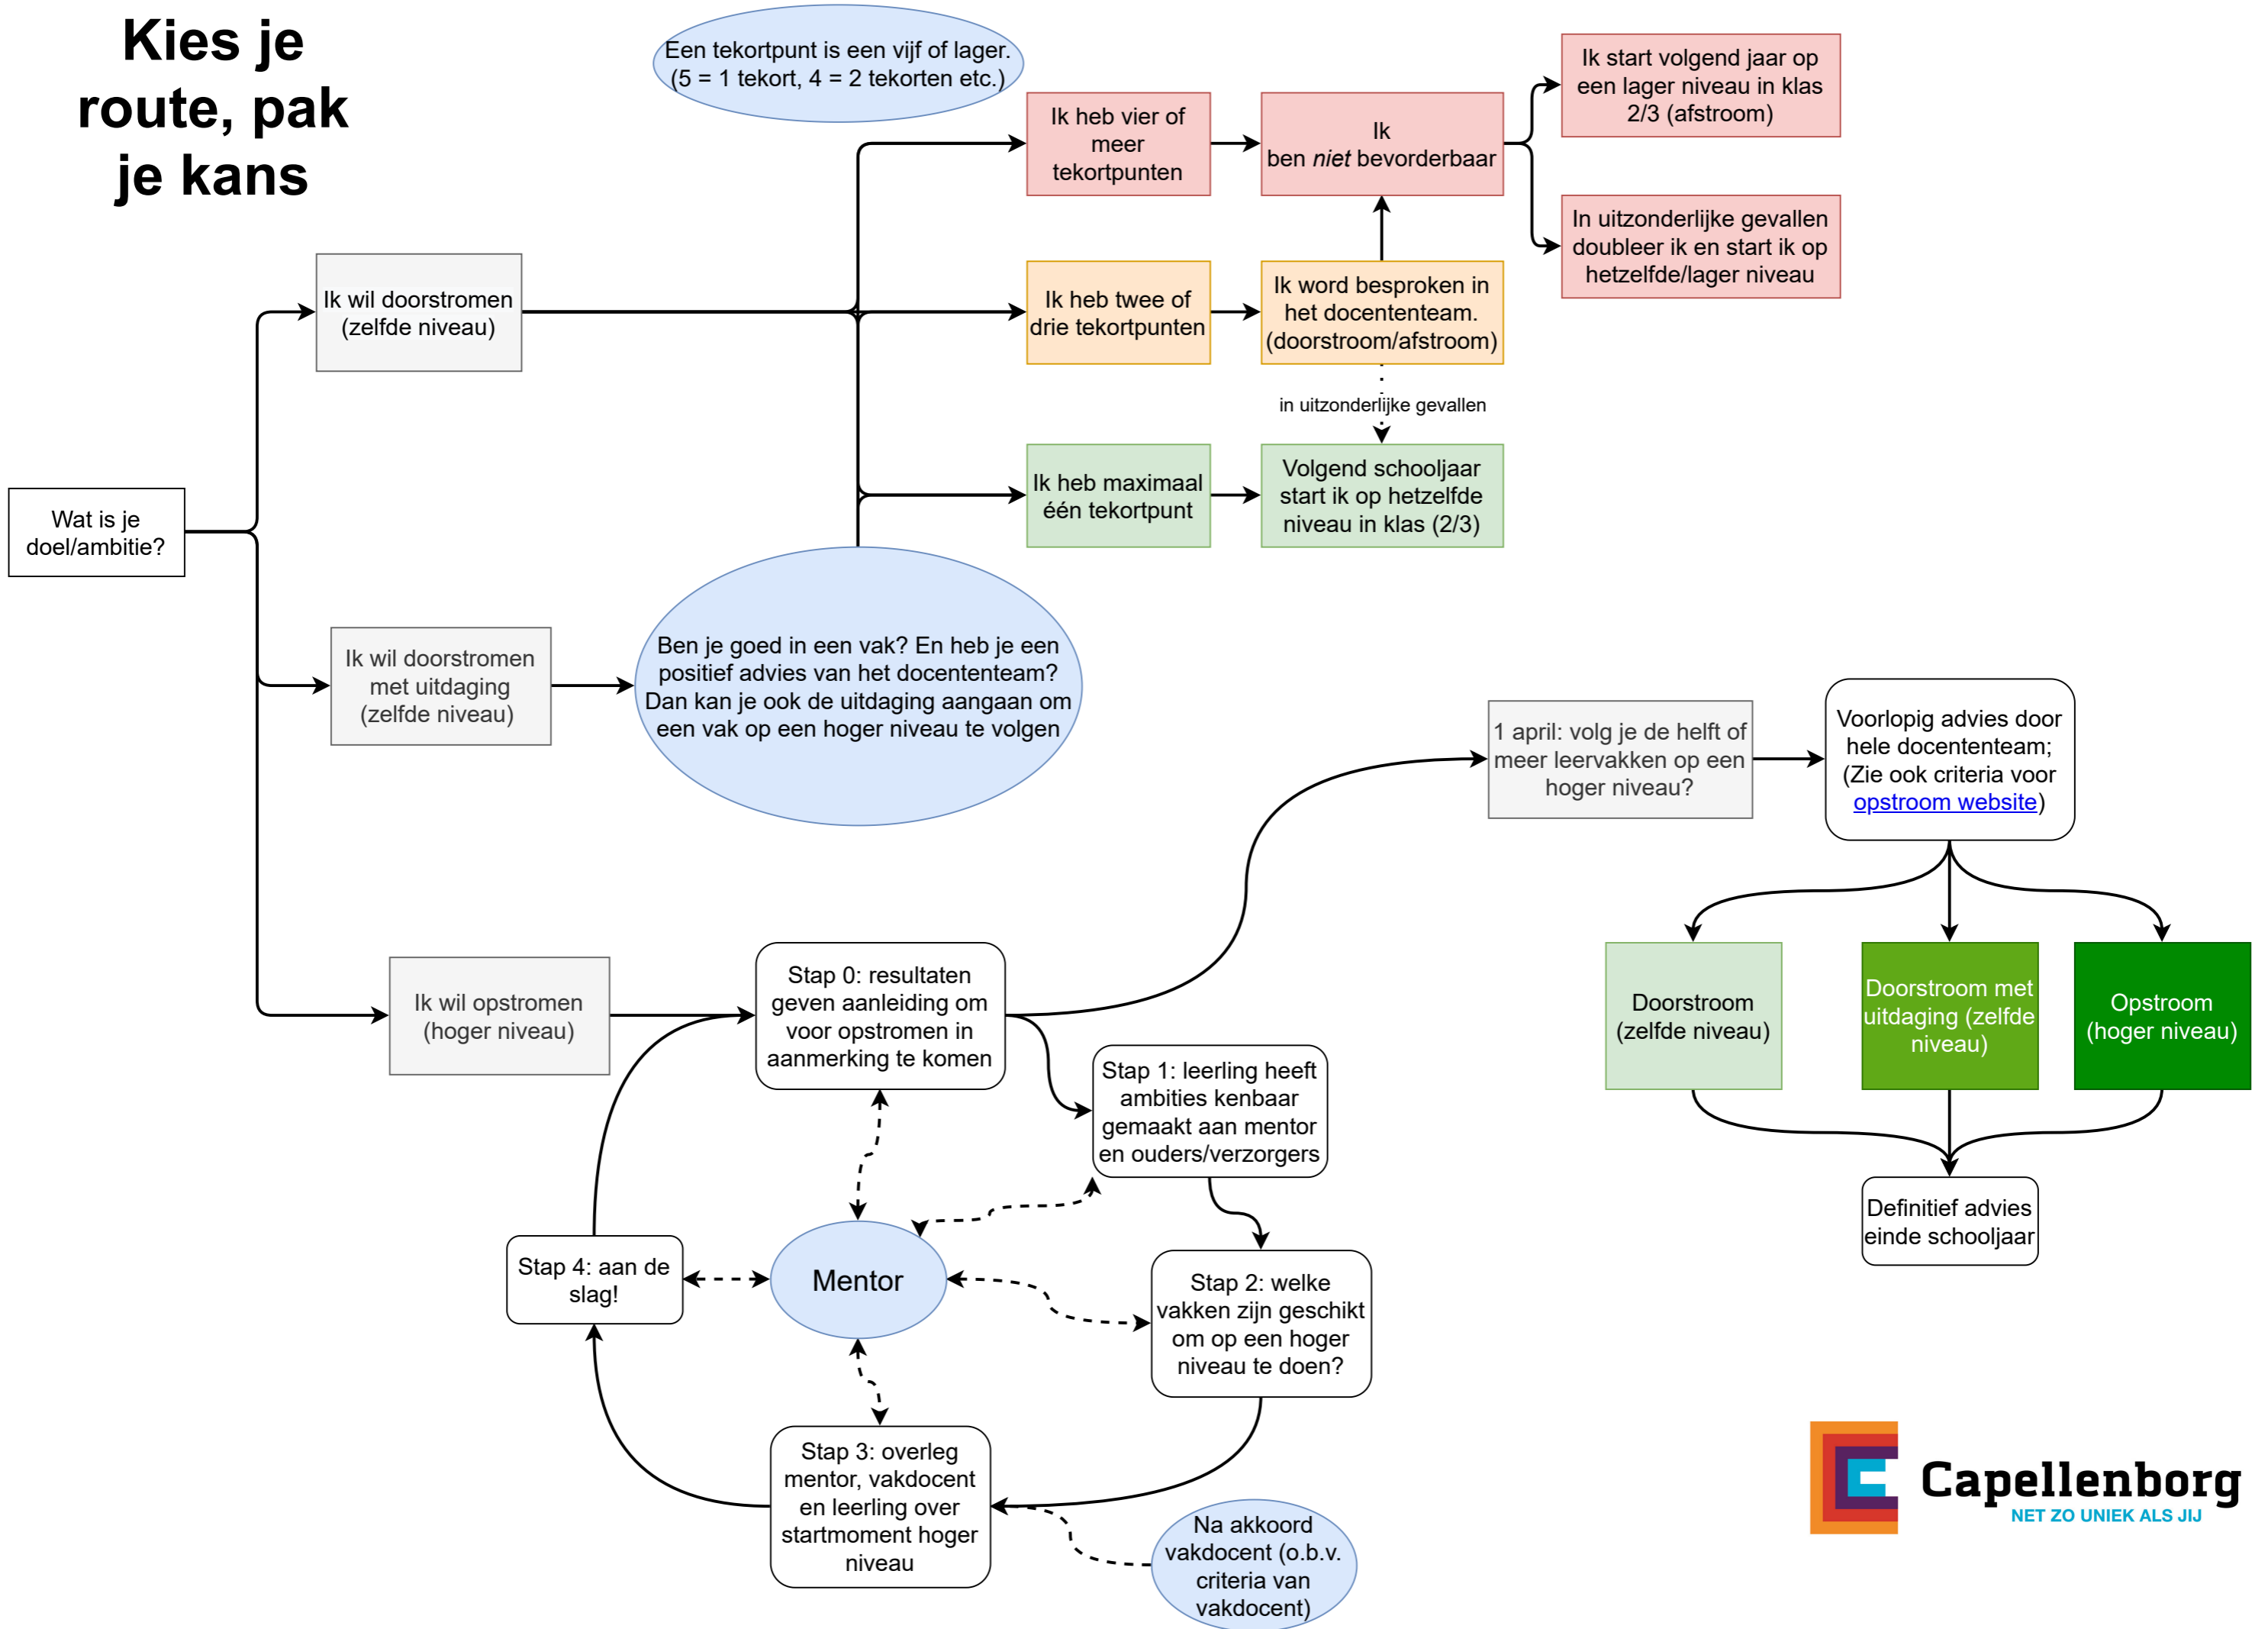 Kies je
route, pak
je kans
Een tekortpunt is een vijf of lager.
(5 = 1 tekort, 4 = 2 tekorten etc.)
Ik heb vier of
meer
tekortpunten
Ik
ben niet bevorderbaar
Ik start volgend jaar op
een lager niveau in klas
2/3 (afstroom)
In uitzonderlijke gevallen
doubleer ik en start ik op
hetzelfde/lager niveau
Ik wil doorstromen
(zelfde niveau)
Ik heb twee of
drie tekortpunten
Ik word besproken in
het docententeam.
(doorstroom/afstroom)
in uitzonderlijke gevallen
Ik heb maximaal
één tekortpunt
Volgend schooljaar
start ik op hetzelfde
niveau in klas (2/3)
Wat is je
doel/ambitie?
Ik wil doorstromen
met uitdaging
(zelfde niveau)
Ben je goed in een vak? En heb je een
positief advies van het docententeam?
Dan kan je ook de uitdaging aangaan om
een vak op een hoger niveau te volgen
1 april: volg je de helft of
meer leervakken op een
hoger niveau?
Voorlopig advies door
hele docententeam;
(Zie ook criteria voor
opstroom website)
Ik wil opstromen
(hoger niveau)
Stap 0: resultaten
geven aanleiding om
voor opstromen in
aanmerking te komen
Doorstroom
(zelfde niveau)
Doorstroom met
uitdaging (zelfde
niveau)
Opstroom
(hoger niveau)
Stap 1: leerling heeft
ambities kenbaar
gemaakt aan mentor
en ouders/verzorgers
Definitief advies
einde schooljaar
Stap 4: aan de
slag!
Mentor
Stap 2: welke
vakken zijn geschikt
om op een hoger
niveau te doen?
Stap 3: overleg
mentor, vakdocent
en leerling over
startmoment hoger
niveau
Na akkoord
vakdocent (o.b.v.
criteria van
vakdocent)
Capellenborg
NET ZO UNIEK ALS JIJ